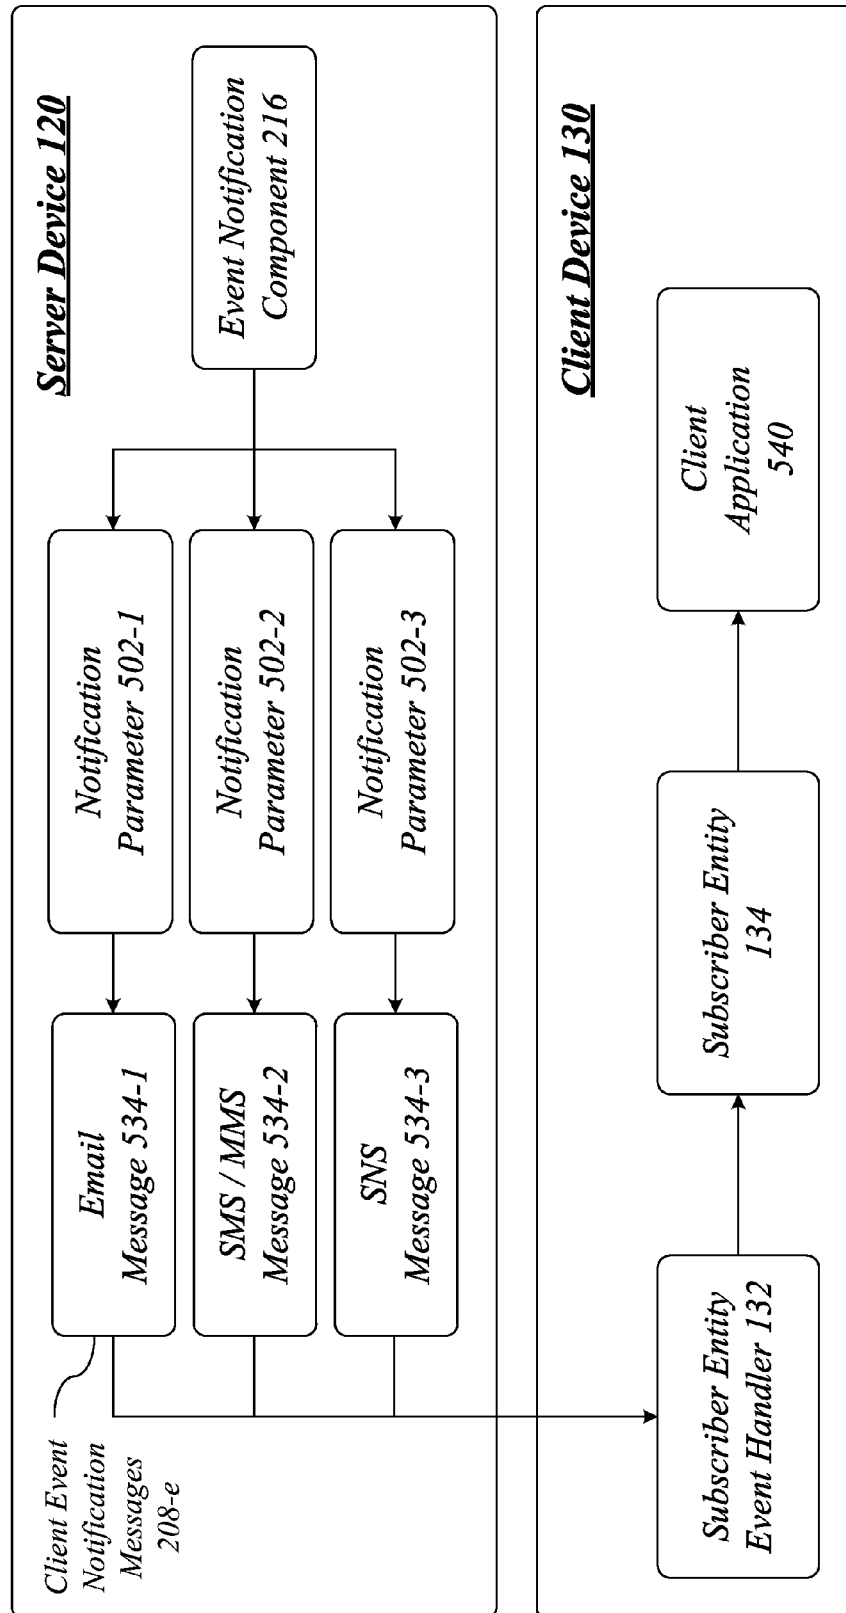 Server Device 120
Event Notification
Component 216
Notification
Parameter 502-1
Notification
Parameter 502-2
Notification
Parameter 502-3
Email
Message 534-1
SMS / MMS
Message 534-2
SNS
Message 534-3
Client Event
Notification
Messages
208-e
Client Device 130
Subscriber Entity
Event Handler 132
Subscriber Entity
134
Client
Application
540